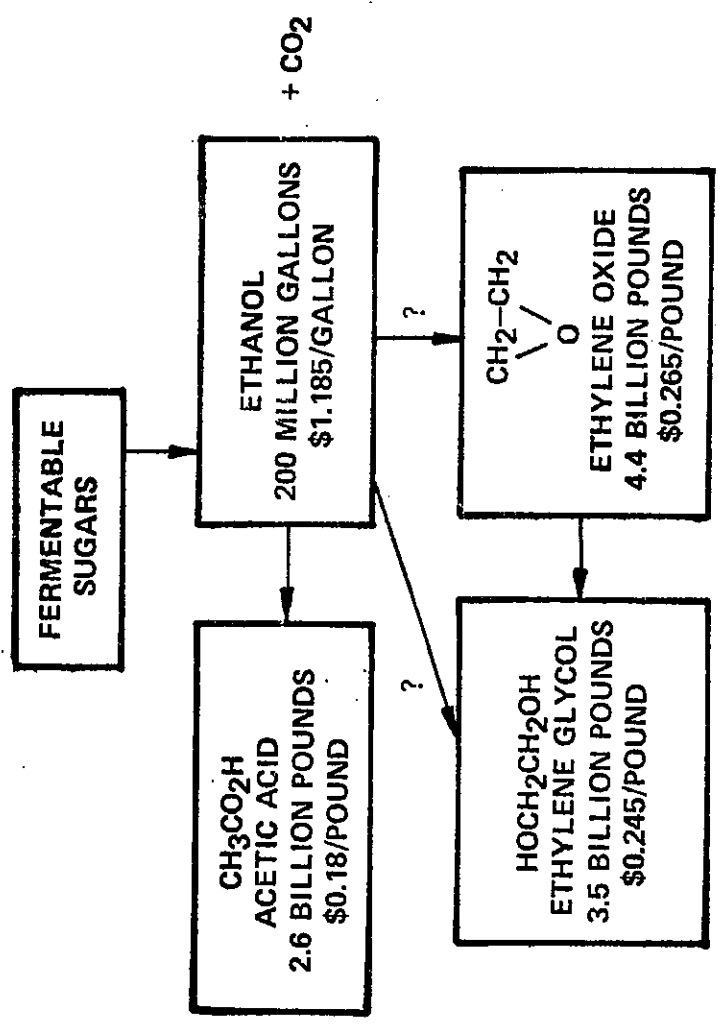 FERMENTABLE
SUGARS
ETHANOL
200 MILLION GALLONS
$1.185/GALLON
+ CO2
CH3CO2H
ACETIC ACID
2.6 BILLION POUNDS
$0.18/POUND
?
?
HOCH2CH2OH
ETHYLENE GLYCOL
3.5 BILLION POUNDS
$0.245/POUND
CH2–CH2
O
ETHYLENE OXIDE
4.4 BILLION POUNDS
$0.265/POUND